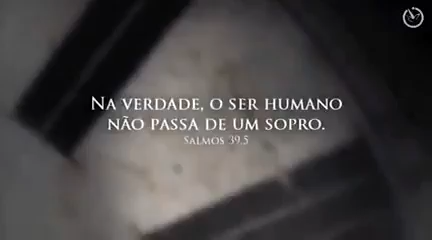 NA VERDADE, O SER HUMANO
NÃO PASSA DE UM SOPRO.
SALMOS 39.5